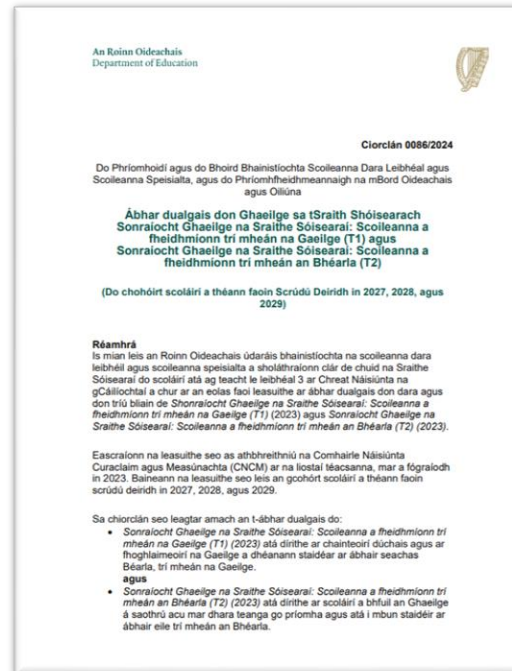 An Roinn Oideachais
Department of Education
Ciorclán 0086/2024
Do Phríomhoidí agus do Bhoird Bhainistíochta Scoileanna Dara Leibhéal agus
Scoileanna Speisialta, agus do Phríomhfheidhmeannaigh na mBord Oideachais
agus Oiliúna
Ábhar dualgais don Ghaeilge sa tSraith Shóisearach
Sonraíocht Ghaeilge na Sraithe Sóisearaí: Scoileanna a
fheidhmíonn trí mheán na Gaeilge (T1) agus
Sonraíocht Ghaeilge na Sraithe Sóisearaí: Scoileanna a
fheidhmíonn trí mheán an Bhéarla (T2)
(Do chohóirt scoláirí a théann faoin Scrúdú Deiridh in 2027, 2028, agus
2029)
Réamhrá
Is mian leis an Roinn Oideachais údaráis bhainistíochta na scoileanna dara
leibhéil agus scoileanna speisialta a sholáthraíonn clár de chuid na Sraithe
Sóisearaí do scoláirí atá ag teacht le leibhéal 3 ar Chreat Náisiúnta na
gCáilíochtaí a chur ar an eolas faoi leasuithe ar ábhar dualgais don dara agus
don tríú bliain de Shonraíocht Ghaeilge na Sraithe Sóisearaí: Scoileanna a
fheidhmíonn trí mheán na Gaeilge (T1) (2023) agus Sonraíocht Ghaeilge na
Sraithe Sóisearaí: Scoileanna a fheidhmíonn trí mheán an Bhéarla (T2) (2023).
Eascraíonn na leasuithe seo as athbhreithniú na Comhairle Náisiúnta
Curaclaim agus Measúnachta (CNCM) ar na liostaí téacsanna, mar a fógraíodh
in 2023. Baineann na leasuithe seo leis an gcohórt scoláirí a théann faoin
scrúdú deiridh in 2027, 2028, agus 2029.
Sa chiorclán seo leagtar amach an t-ábhar dualgais do:
• Sonraíocht Ghaeilge na Sraithe Sóisearaí: Scoileanna a fheidhmíonn trí
mheán na Gaeilge (T1) (2023) atá dírithe ar chainteoirí dúchais agus ar
fhoghlaimeoirí na Gaeilge a dhéanann staidéar ar ábhair seachas
Béarla, trí mheán na Gaeilge.
agus
• Sonraíocht Ghaeilge na Sraithe Sóisearaí: Scoileanna a fheidhmíonn trí
mheán an Bhéarla (T2) (2023) atá dírithe ar scoláirí a bhfuil an Ghaeilge
á saothrú acu mar dhara teanga go príomha agus atá i mbun staidéir ar
ábhair eile trí mheán an Bhéarla.